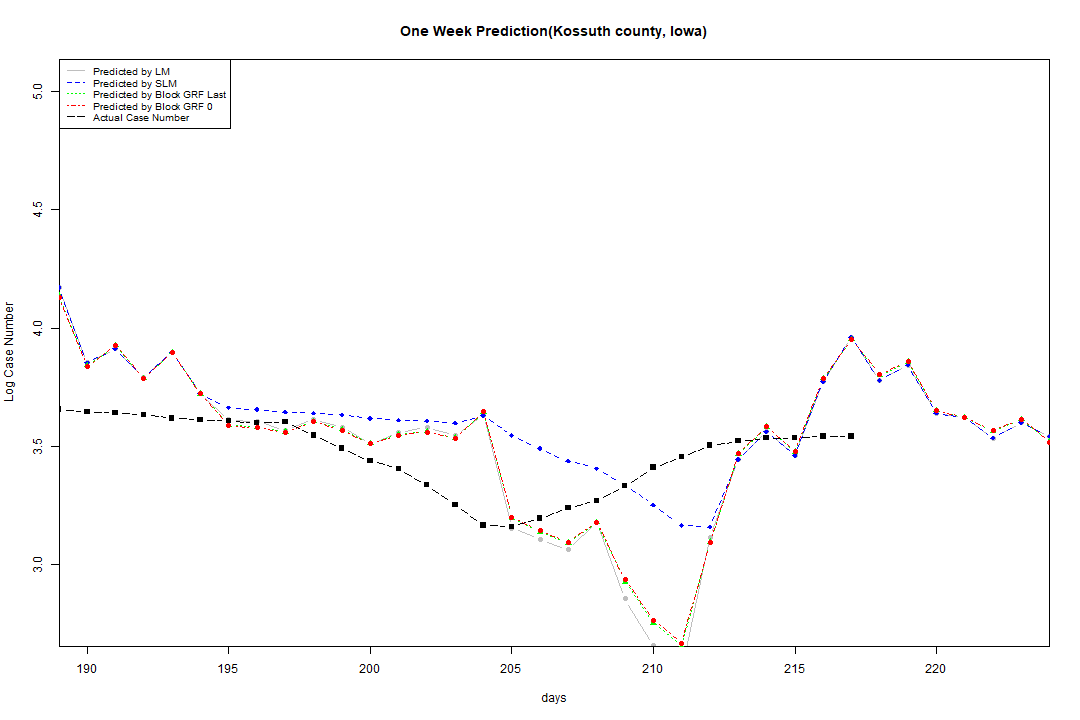 One Week Prediction(Kossuth county, Iowa)
Predicted by LM
Predicted by SLM
Predicted by Block GRF Last
Predicted by Block GRF 0
Actual Case Number
5.0
4.5
4.0
3.5
3.0
Log Case Number
190 195 200 205 210 215 220
days